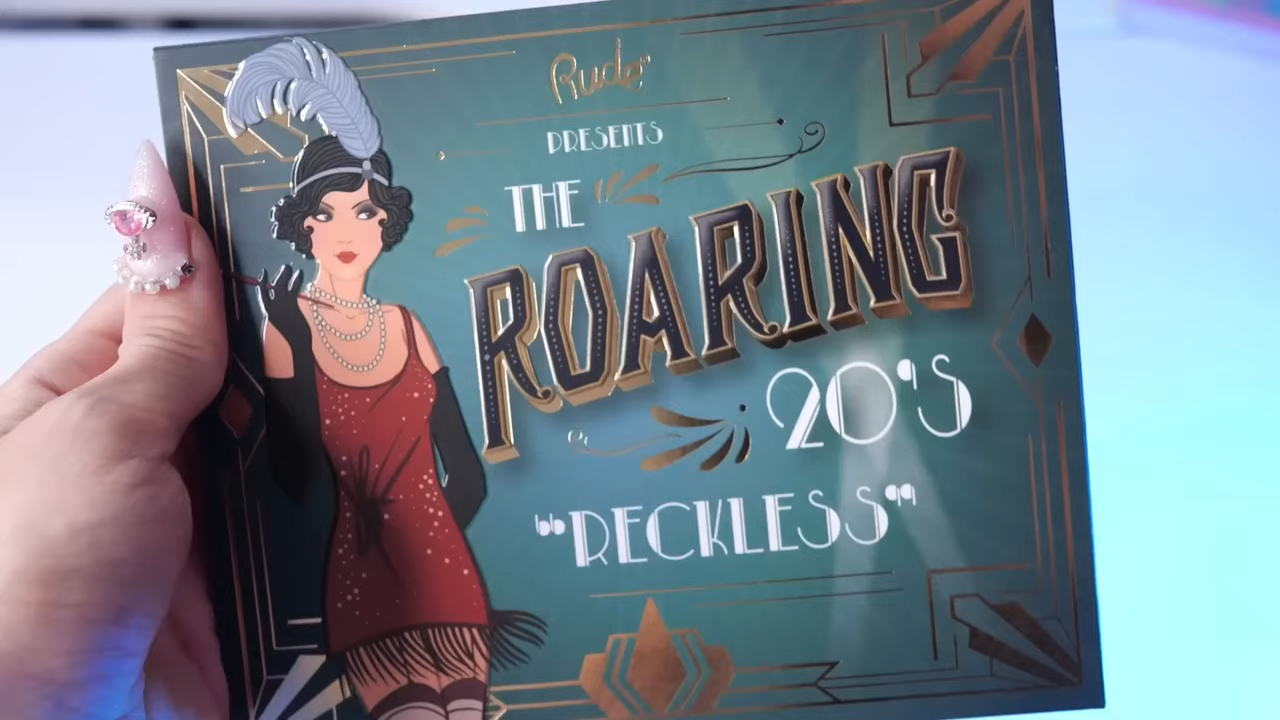 Rude
PRESENTS
THE
ROARING
20'S
"RECKLESS"